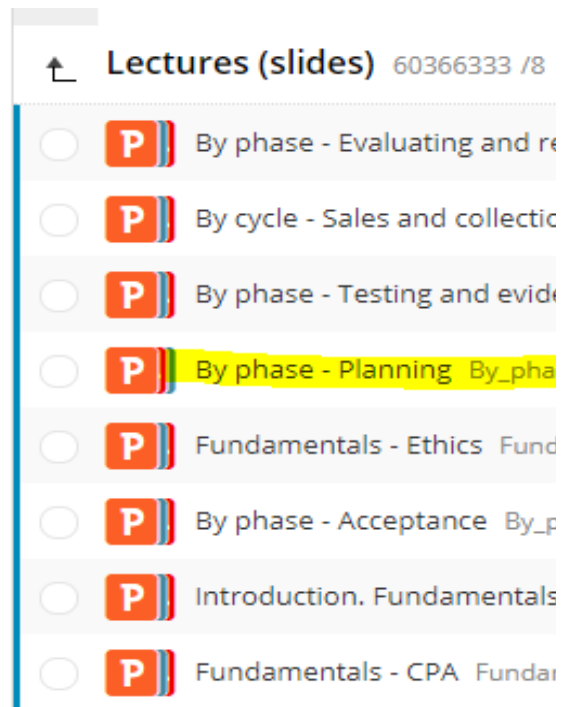 Lectures (slides) 60366333 /8
P By phase - Evaluating and
P By cycle - Sales and
P By phase - Testing and
P By phase - Planning
P Fundamentals - Ethics
P By phase - Acceptance
P Introduction. Fundamentals
P Fundamentals - CPA